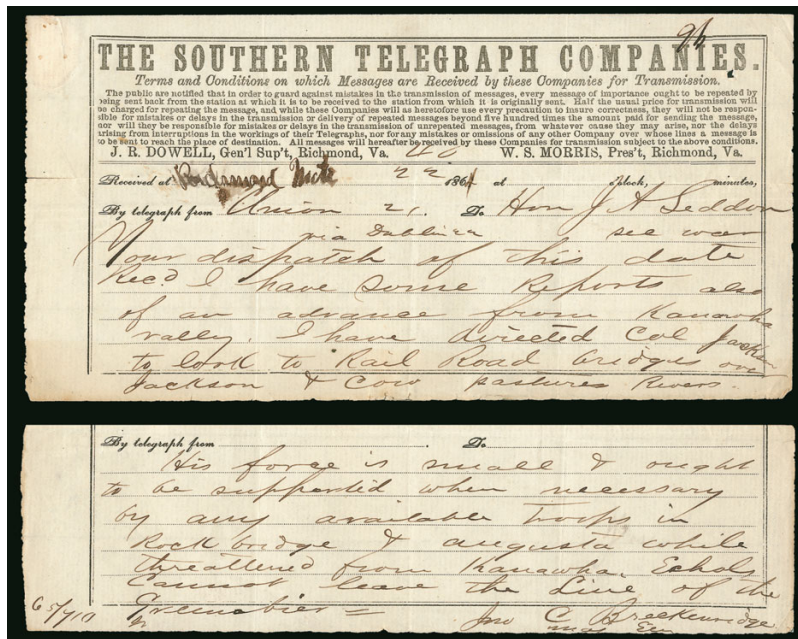 96
THE SOUTHERN TELEGRAPH COMPANIES.
Terms and Conditions on which Messages are Received by these Companies for Transmission.
The public are notified that in order to guard against mistakes in the transmission of messages, every message of importance ought to be repeated by
being sent back from the station at which it is to be received to the station from which it is originally sent. Half the usual price for transmission will
be charged for repeating the message, and while these Companies will as heretofore use every precaution to insure correctness, they will not be respon-
sible for mistakes or delays in the transmission or delivery of repeated messages beyond five hundred times the amount paid for sending the message,
nor will they be responsible for mistakes or delays in the transmission of unrepeated messages, from whatever cause they may arise, nor the delays
arising from interruptions in the workings of their Telegraphs, nor for any mistakes or omissions of any other Company over whose lines a message is
to be sent to reach the place of destination. All messages will hereafter be received by these Companies for transmission subject to the above conditions.
J. R. DOWELL, Gen'l Sup't, Richmond, Va. W. S. MORRIS, Pres't, Richmond, Va.
Received at Richmond Mch 22 1864 at o'clock, minutes,
By telegraph from Union 21. To Hon J A Seddon
via Dublin see war
Your dispatch of this date
Recd. I have some Reports also
of an advance from Kanawha
valley. I have directed Col Jackson
to look to Rail Road bridges over
Jackson & Cow pastures Rivers.
By telegraph from To
His force is small & ought
to be supported when necessary
by any available troops in
Rockbridge & augusta while
threattened from Kanawha. Echols
Cannot leave the Line of the
Greenabier =
Jno C. Breckenridge
Maj Gen
65/710